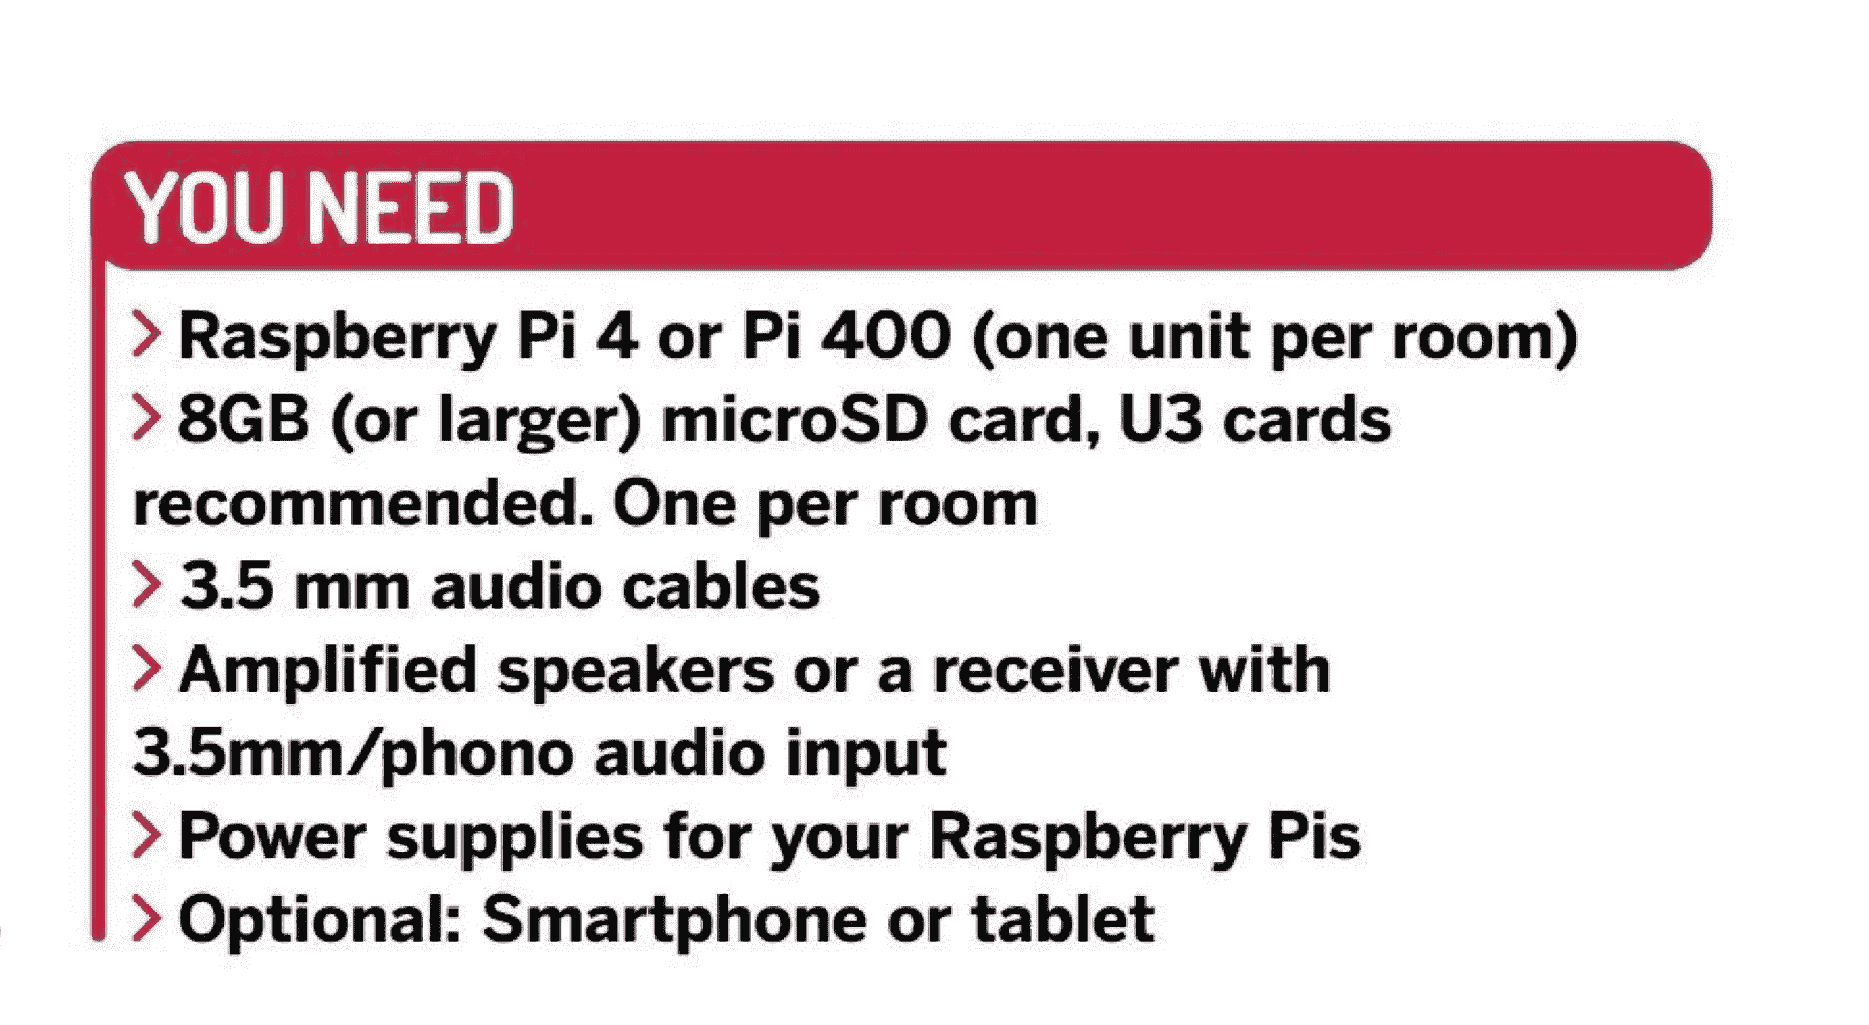 YOU NEED
> Raspberry Pi 4 or Pi 400 (one unit per room)
> 8GB (or larger) microSD card, U3 cards
recommended. One per room
> 3.5 mm audio cables
> Amplified speakers or a receiver with
3.5mm/phono audio input
> Power supplies for your Raspberry Pis
> Optional: Smartphone or tablet